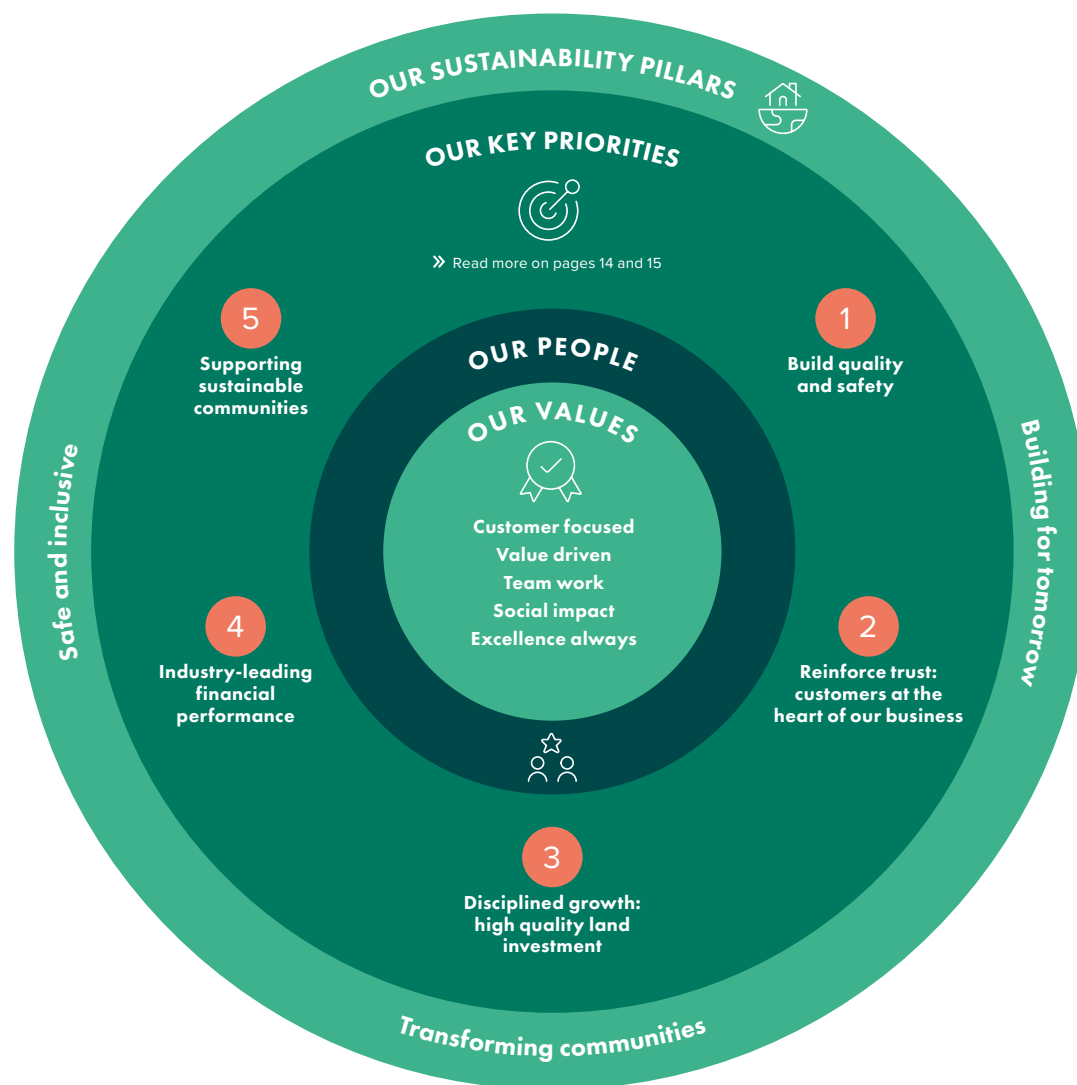 OUR SUSTAINABILITY PILLARS
OUR KEY PRIORITIES
Read more on pages 14 and 15
1
Build quality
and safety
2
Reinforce trust:
customers at the
heart of our business
3
Disciplined growth:
high quality land
investment
4
Industry-leading
financial
performance
5
Supporting
sustainable
communities
OUR PEOPLE
OUR VALUES
Customer focused
Value driven
Team work
Social impact
Excellence always
Building for tomorrow
Transforming communities
Safe and inclusive